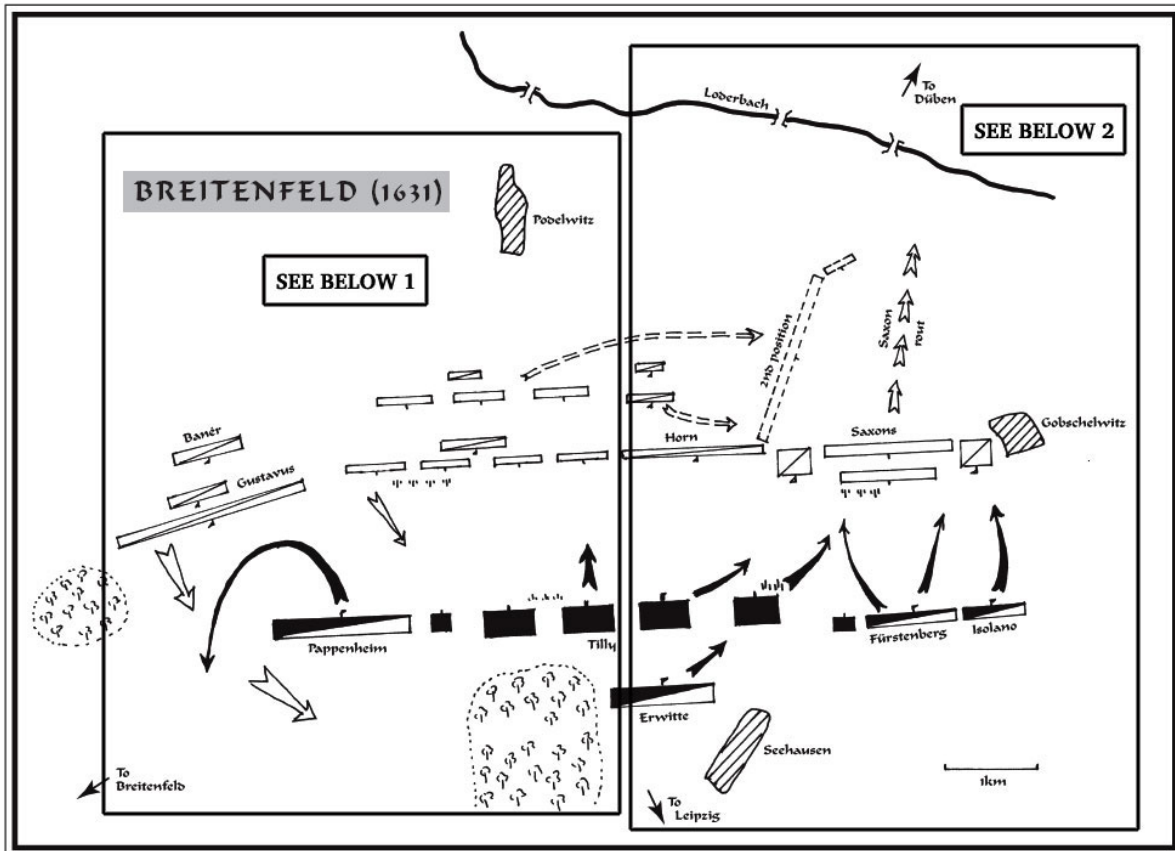 To
Düben
Loderbach
SEE BELOW 2
BREITENFELD (1631)
Podelwitz
SEE BELOW 1
Saxon
rout
2nd position
Banér
Gustavus
Horn
Saxons
Gobschelwitz
Pappenheim
Tilly
Fürstenberg
Isolano
Erwitte
Seehausen
To
Breitenfeld
To
Leipzig
1km